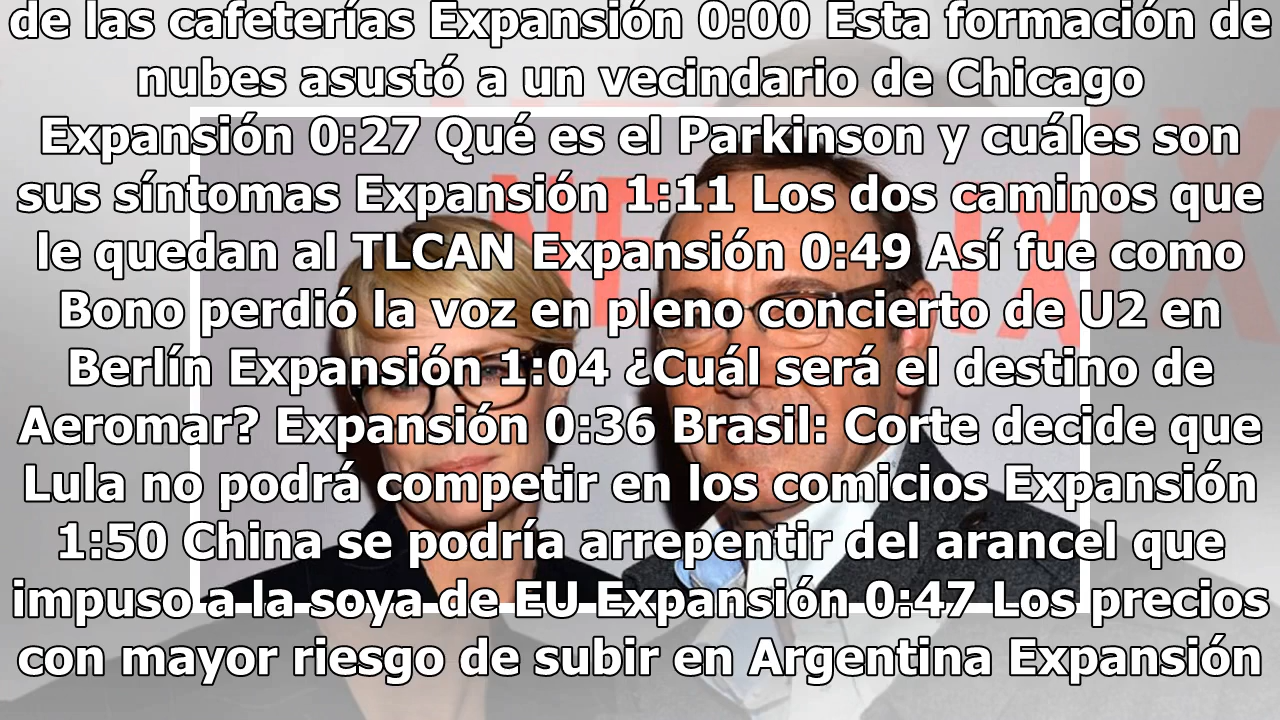 de las cafeterías Expansión 0:00 Esta formación de
nubes asustó a un vecindario de Chicago
Expansión 0:27 Qué es el Parkinson y cuáles son
sus síntomas Expansión 1:11 Los dos caminos que
le quedan al TLCAN Expansión 0:49 Así fue como
Bono perdió la voz en pleno concierto de U2 en
Berlín Expansión 1:04 ¿Cuál será el destino de
Aeromar? Expansión 0:36 Brasil: Corte decide que
Lula no podrá competir en los comicios Expansión
1:50 China se podría arrepentir del arancel que
impuso a la soya de EU Expansión 0:47 Los precios
con mayor riesgo de subir en Argentina Expansión